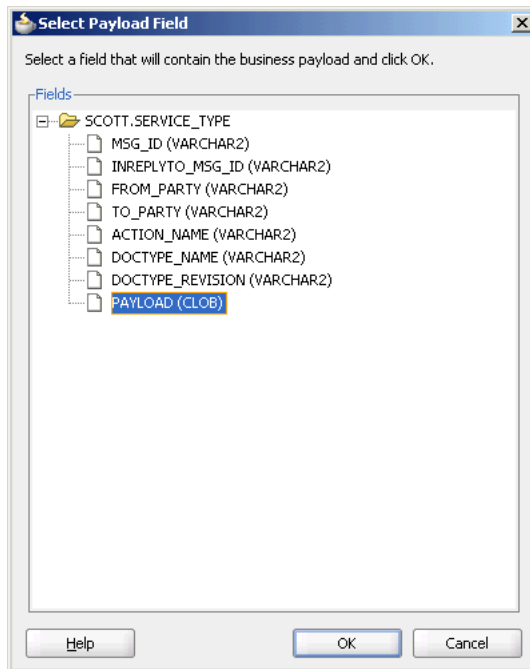 Select Payload Field
Select a field that will contain the business payload and click OK.
Fields
SCOTT.SERVICE_TYPE
MSG_ID (VARCHAR2)
INREPLYTO_MSG_ID (VARCHAR2)
FROM_PARTY (VARCHAR2)
TO_PARTY (VARCHAR2)
ACTION_NAME (VARCHAR2)
DOCTYPE_NAME (VARCHAR2)
DOCTYPE_REVISION (VARCHAR2)
PAYLOAD (CLOB)
Help OK Cancel